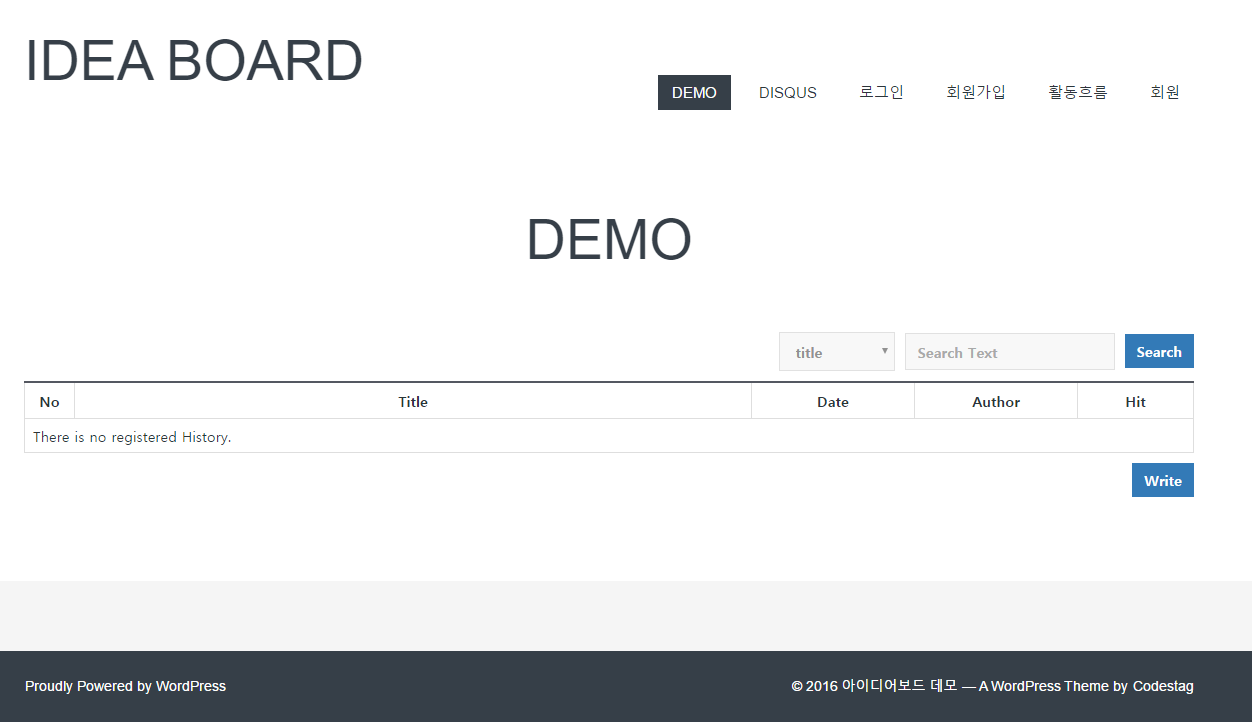 IDEA BOARD
DEMO DISQUS 로그인 회원가입 활동흐름 회원
DEMO
title Search Text Search
No Title Date Author Hit
There is no registered History.
Write
Proudly Powered by WordPress © 2016 아이디어보드 데모 — A WordPress Theme by Codestag